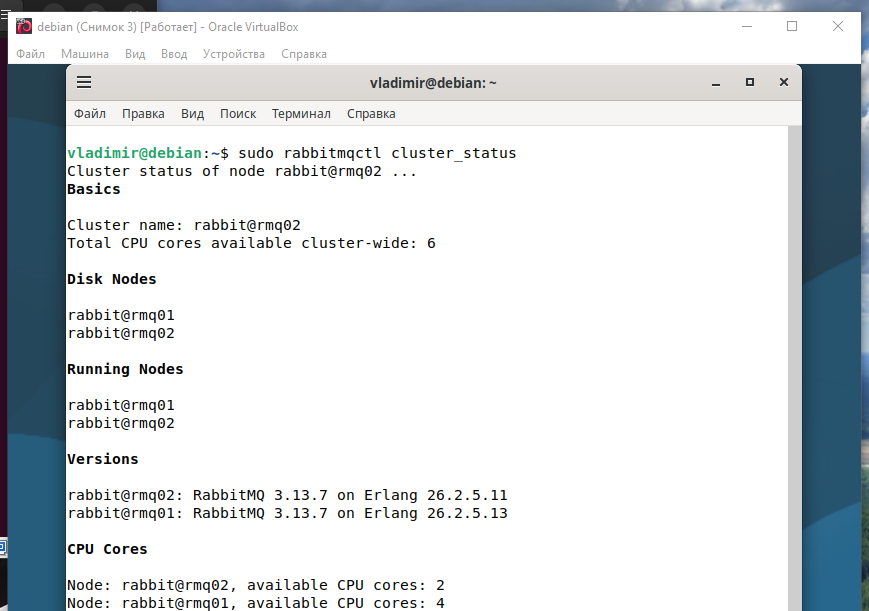 debian (Снимок 3) [Работает] - Oracle VirtualBox
Файл Машина Вид Ввод Устройства Справка
vladimir@debian: ~
Файл Правка Вид Поиск Терминал Справка
vladimir@debian:~$ sudo rabbitmqctl cluster_status
Cluster status of node rabbit@rmq02 ...
Basics
Cluster name: rabbit@rmq02
Total CPU cores available cluster-wide: 6
Disk Nodes
rabbit@rmq01
rabbit@rmq02
Running Nodes
rabbit@rmq01
rabbit@rmq02
Versions
rabbit@rmq02: RabbitMQ 3.13.7 on Erlang 26.2.5.11
rabbit@rmq01: RabbitMQ 3.13.7 on Erlang 26.2.5.13
CPU Cores
Node: rabbit@rmq02, available CPU cores: 2
Node: rabbit@rmq01, available CPU cores: 4